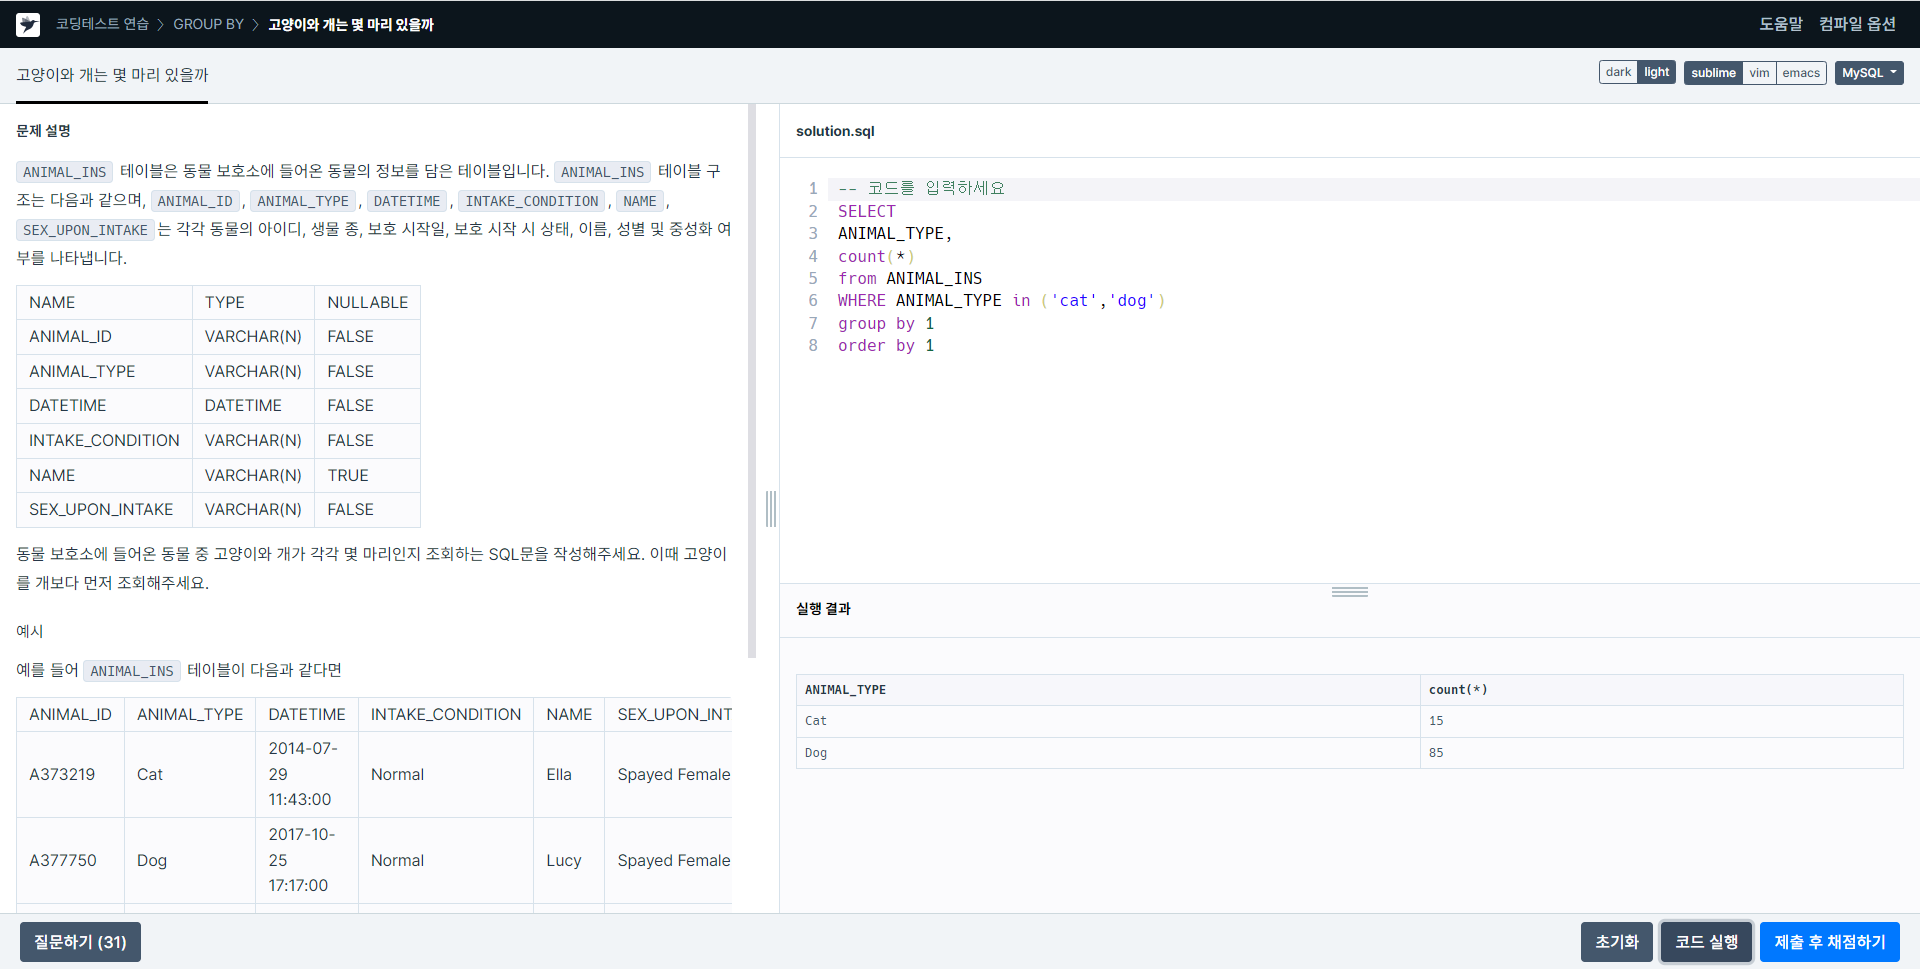 코딩테스트 연습 > GROUP BY > 고양이와 개는 몇 마리 있을까
도움말 컴파일 옵션
고양이와 개는 몇 마리 있을까
dark light sublime vim emacs MySQL
문제 설명
ANIMAL_INS 테이블은 동물 보호소에 들어온 동물의 정보를 담은 테이블입니다. ANIMAL_INS 테이블 구
조는 다음과 같으며, ANIMAL_ID, ANIMAL_TYPE, DATETIME, INTAKE_CONDITION, NAME,
SEX_UPON_INTAKE는 각각 동물의 아이디, 생물 종, 보호 시작일, 보호 시작 시 상태, 이름, 성별 및 중성화 여
부를 나타냅니다.
NAME TYPE NULLABLE
ANIMAL_ID VARCHAR(N) FALSE
ANIMAL_TYPE VARCHAR(N) FALSE
DATETIME DATETIME FALSE
INTAKE_CONDITION VARCHAR(N) FALSE
NAME VARCHAR(N) TRUE
SEX_UPON_INTAKE VARCHAR(N) FALSE
동물 보호소에 들어온 동물 중 고양이와 개가 각각 몇 마리인지 조회하는 SQL문을 작성해주세요. 이때 고양이
를 개보다 먼저 조회해주세요.
예시
예를 들어 ANIMAL_INS 테이블이 다음과 같다면
ANIMAL_ID ANIMAL_TYPE DATETIME INTAKE_CONDITION NAME SEX_UPON_INT
A373219 Cat 2014-07-29 11:43:00 Normal Ella Spayed Female
A377750 Dog 2017-10-25 17:17:00 Normal Lucy Spayed Female
solution.sql
1 -- 코드를 입력하세요
2 SELECT
3 ANIMAL_TYPE,
4 count(*)
5 from ANIMAL_INS
6 WHERE ANIMAL_TYPE in ('cat','dog')
7 group by 1
8 order by 1
실행 결과
ANIMAL_TYPE count(*)
Cat 15
Dog 85
질문하기 (31)
초기화 코드 실행 제출 후 채점하기